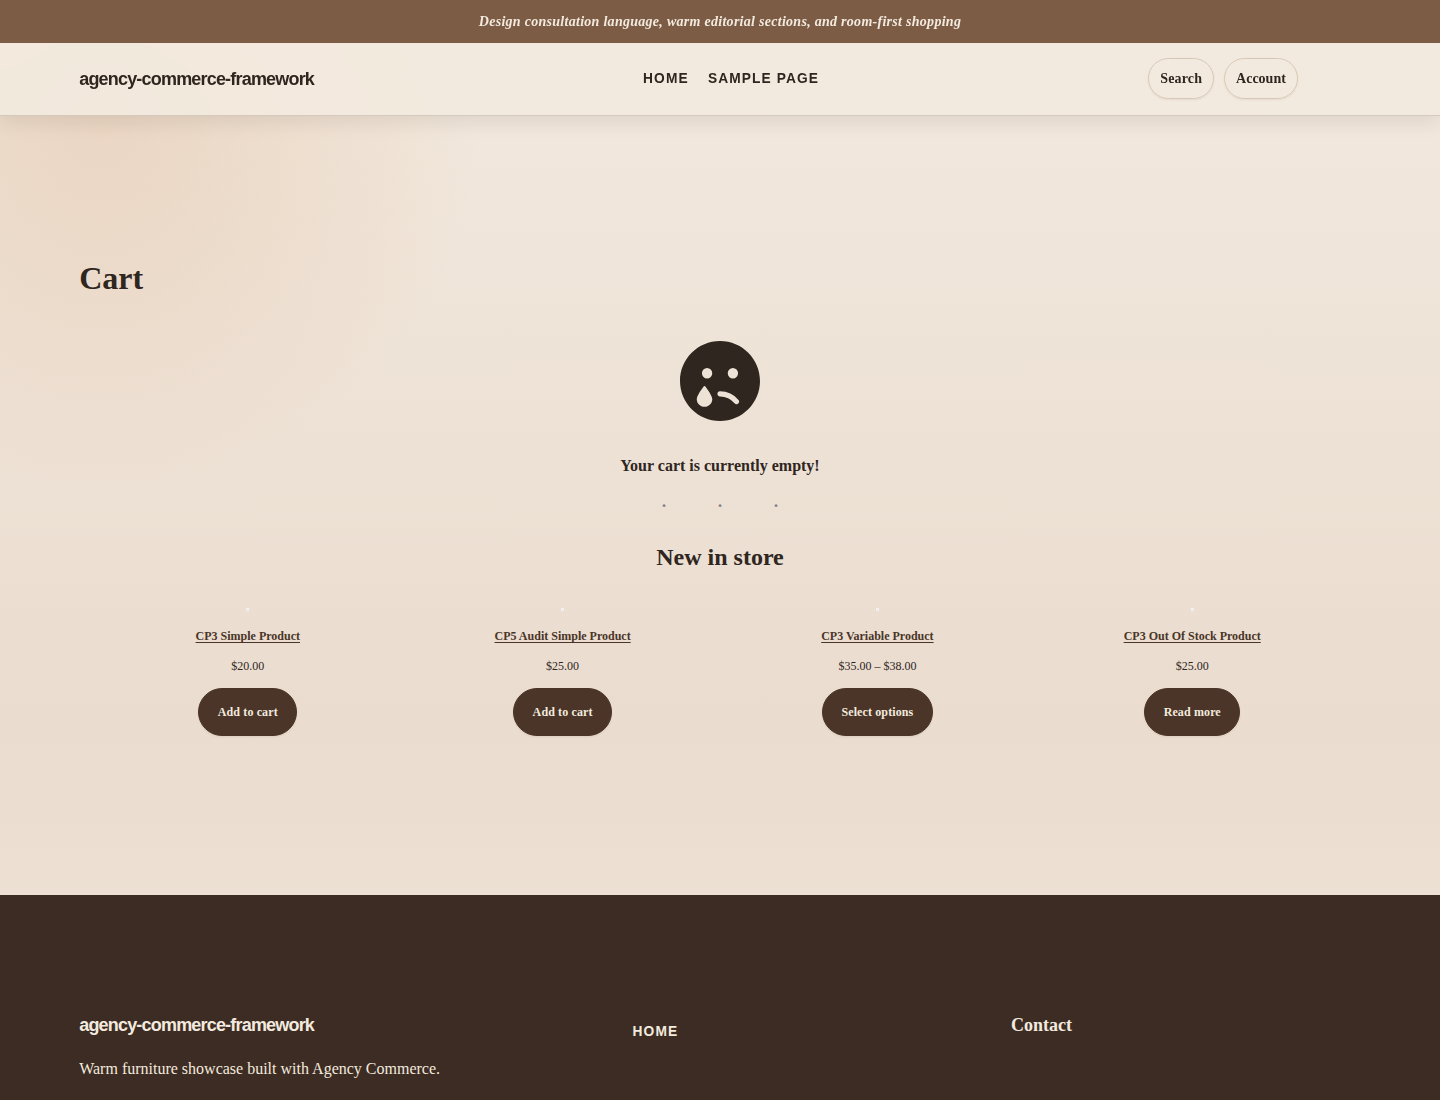 Design consultation language, warm editorial sections, and room-first shopping
agency-commerce-framework
HOME SAMPLE PAGE
Search Account
Cart
Your cart is currently empty!
New in store
CP3 Simple Product
$20.00
Add to cart
CP5 Audit Simple Product
$25.00
Add to cart
CP3 Variable Product
$35.00 – $38.00
Select options
CP3 Out Of Stock Product
$25.00
Read more
agency-commerce-framework
Warm furniture showcase built with Agency Commerce.
HOME
Contact